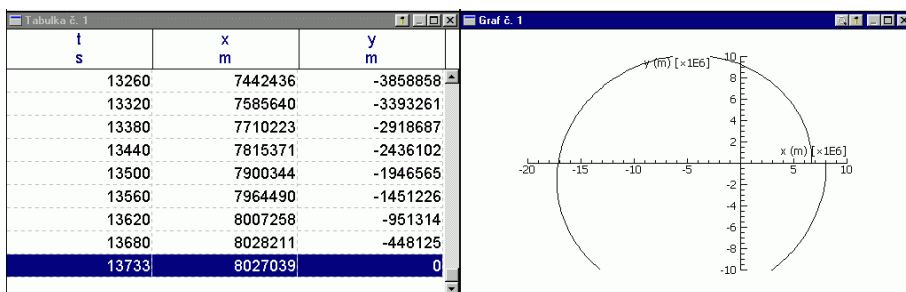 Tabulka č. 1
t x y
s m m
13260 7442436 -3858858
13320 7585640 -3393261
13380 7710223 -2918687
13440 7815371 -2436102
13500 7900344 -1946565
13560 7964490 -1451226
13620 8007258 -951314
13680 8028211 -448125
13733 8027039 0
Graf č. 1
y (m) [×1E6]
10
8
6
4
2
x (m) [×1E6]
-20 -15 -10 -5 5 10
-2
-4
-6
-8
-10